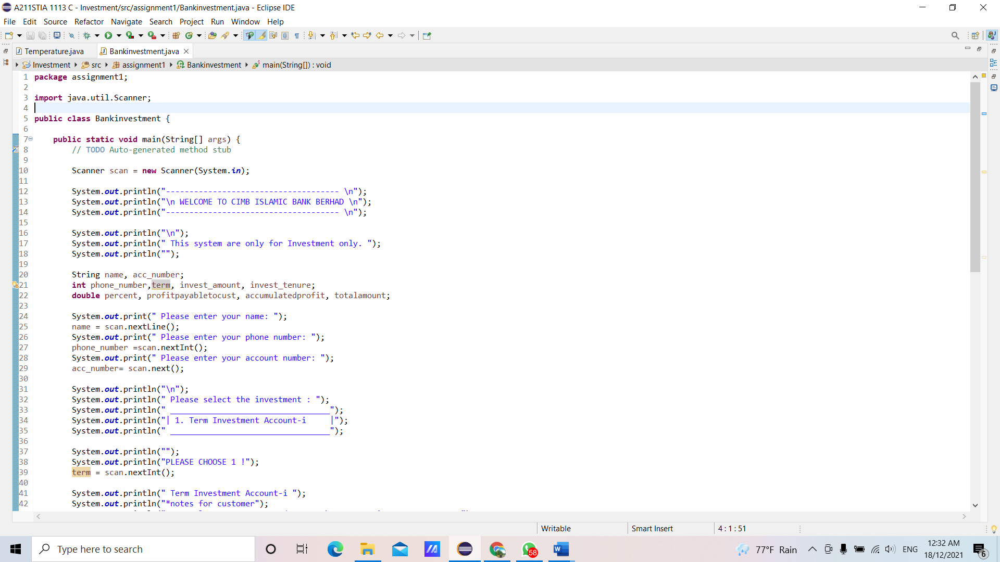 A211STIA 1113 C - Investment/src/assignment1/Bankinvestment.java - Eclipse IDE
File Edit Source Refactor Navigate Search Project Run Window Help
Temperature.java Bankinvestment.java
Investment src assignment1 Bankinvestment main(String[]) : void
1 package assignment1;
2
3 import java.util.Scanner;
4
5 public class Bankinvestment {
6
7 public static void main(String[] args) {
8 // TODO Auto-generated method stub
9
10 Scanner scan = new Scanner(System.in);
11
12 System.out.println("------------------------------------- \n");
13 System.out.println("\n WELCOME TO CIMB ISLAMIC BANK BERHAD \n");
14 System.out.println("------------------------------------- \n");
15
16 System.out.println("\n");
17 System.out.println(" This system are only for Investment only. ");
18 System.out.println("");
19
20 String name, acc_number;
21 int phone_number,term, invest_amount, invest_tenure;
22 double percent, profitpayabletocust, accumulatedprofit, totalamount;
23
24 System.out.print(" Please enter your name: ");
25 name = scan.nextLine();
26 System.out.print(" Please enter your phone number: ");
27 phone_number =scan.nextInt();
28 System.out.print(" Please enter your account number: ");
29 acc_number= scan.next();
30
31 System.out.println("\n");
32 System.out.println(" Please select the investment : ");
33 System.out.println(" __________________________________");
34 System.out.println("| 1. Term Investment Account-i     |");
35 System.out.println(" __________________________________");
36
37 System.out.println("");
38 System.out.println("PLEASE CHOOSE 1 !");
39 term = scan.nextInt();
40
41 System.out.println(" Term Investment Account-i ");
42 System.out.println("*notes for customer");
Writable Smart Insert 4 : 1 : 51
Type here to search
58
77°F Rain
ENG
12:32 AM
18/12/2021
6